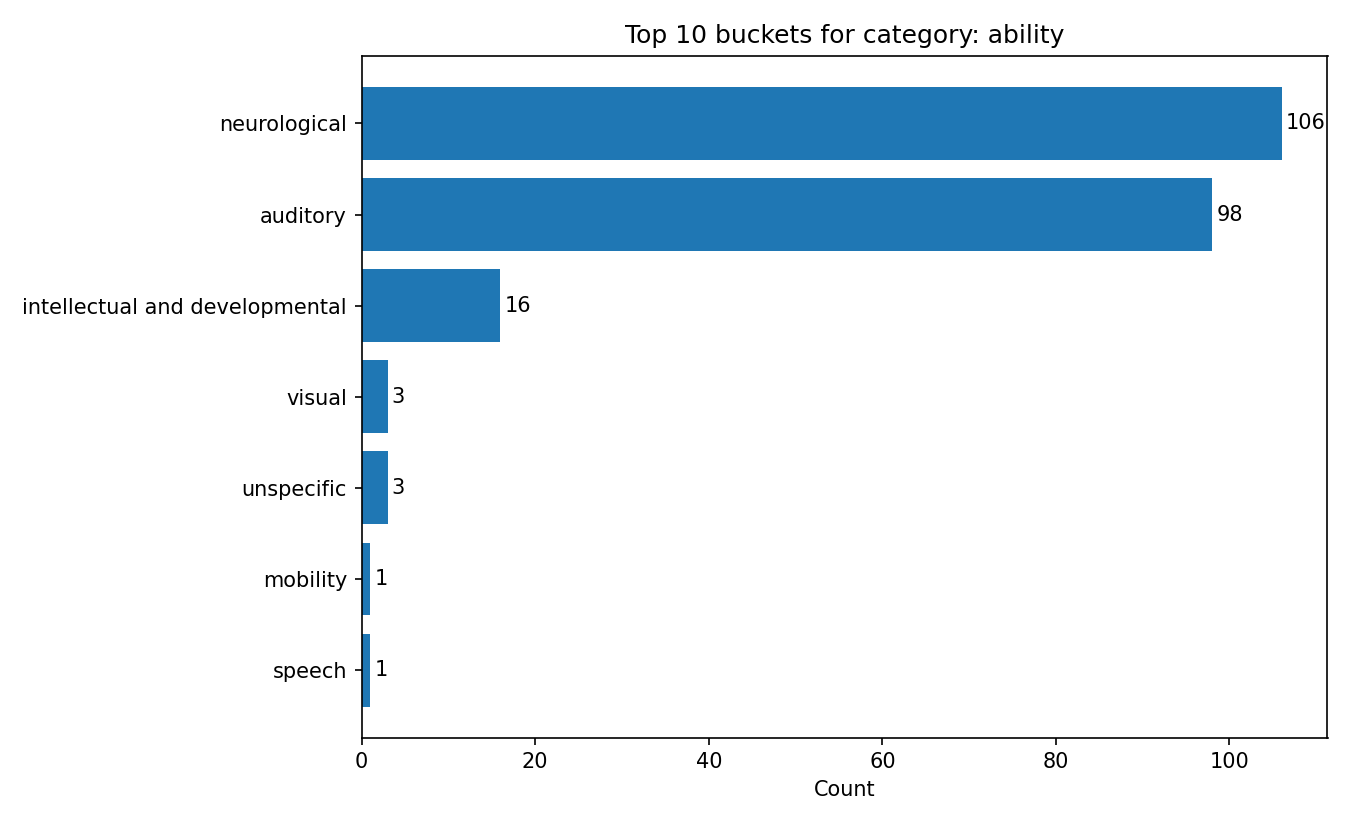 Top 10 buckets for category: ability
neurological 106
auditory 98
intellectual and developmental 16
visual 3
unspecific 3
mobility 1
speech 1
0 20 40 60 80 100
Count